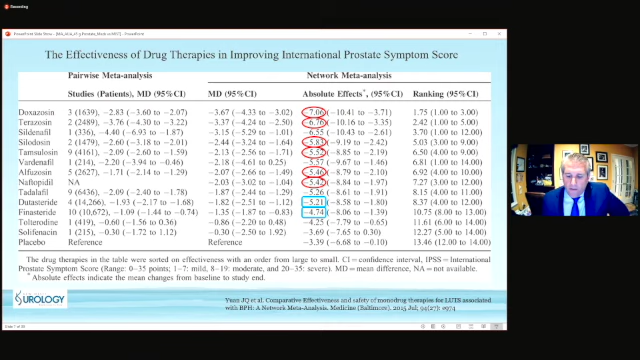 Recording
PowerPoint
The Effectiveness of Drug Therapies in Improving International Prostate Symptom Score
Pairwise Meta-analysis Network Meta-analysis
Studies (Patients), MD (95%CI) MD (95%CI) Absolute Effects*, (95%CI) Ranking (95%CI)
Doxazosin 3 (1639), -2.83 (-3.60 to -2.07) -3.67 (-4.33 to -3.02) -7.06 (-10.41 to -3.71) 1.75 (1.00 to 3.00)
Terazosin 2 (2489), -3.76 (-4.30 to -3.22) -3.37 (-4.24 to -2.50) -6.76 (-10.16 to -3.35) 2.42 (1.00 to 5.00)
Sildenafil 1 (336), -4.40 (-6.93 to -1.87) -3.15 (-5.29 to -1.01) -6.55 (-10.43 to -2.61) 3.70 (1.00 to 12.00)
Silodosin 4 (1479), -2.60 (-3.18 to -2.01) -2.44 (-3.24 to -1.64) -5.83 (-9.19 to -2.42) 5.03 (3.00 to 9.00)
Tamsulosin 9 (4161), -2.09 (-2.60 to -1.59) -2.13 (-2.56 to -1.71) -5.52 (-8.85 to -2.19) 6.50 (4.00 to 9.00)
Vardenafil 1 (214), -2.20 (-3.94 to -0.46) -2.18 (-4.61 to 0.25) -5.57 (-9.67 to -1.46) 6.81 (1.00 to 14.00)
Alfuzosin 5 (2627), -1.71 (-2.14 to -1.27) -1.87 (-2.44 to -1.29) -5.26 (-8.79 to -2.10) 6.92 (4.00 to 10.00)
Naftopidil NA -2.03 (-3.02 to -1.04) -5.42 (-8.84 to -1.97) 7.27 (3.00 to 12.00)
Tadalafil 9 (6436), -2.09 (-2.40 to -1.78) -1.87 (-2.44 to -1.29) -5.26 (-8.61 to -1.91) 8.15 (4.00 to 11.00)
Dutasteride 4 (14,266), -1.93 (-2.17 to -1.68) -1.82 (-2.51 to -1.12) -5.21 (-8.58 to -1.80) 8.37 (4.00 to 12.00)
Finasteride 10 (10,672), -1.09 (-1.44 to -0.74) -1.35 (-1.87 to -0.83) -4.74 (-8.06 to -1.39) 10.75 (8.00 to 13.00)
Tolterodine 1 (419), -0.60 (-1.56 to 0.36) -0.86 (-2.20 to 0.48) -4.25 (-7.79 to -0.65) 11.61 (6.00 to 14.00)
Solifenacin 1 (215), -0.30 (-1.72 to 1.12) -0.30 (-2.50 to 1.92) -3.69 (-7.65 to 0.30) 12.27 (5.00 to 14.00)
Placebo Reference Reference -3.39 (-6.68 to -0.10) 13.46 (12.00 to 14.00)
The drug therapies in the table were sorted on effectiveness with an order from large to small. CI = confidence interval, IPSS = International
Prostate Symptom Score (Range: 0–35 points: 1–7: mild, 8–19: moderate, and 20–35: severe). MD = mean difference, NA = not available.
* Absolute effects indicate the mean changes from baseline to study end.
UROLOGY
Yuan JQ et al. Comparative Effectiveness and safety of monodrug therapies for LUTS associated
with BPH: A Network Meta-Analysis. Medicine (Baltimore). 2015 Jul; 94(27): e974